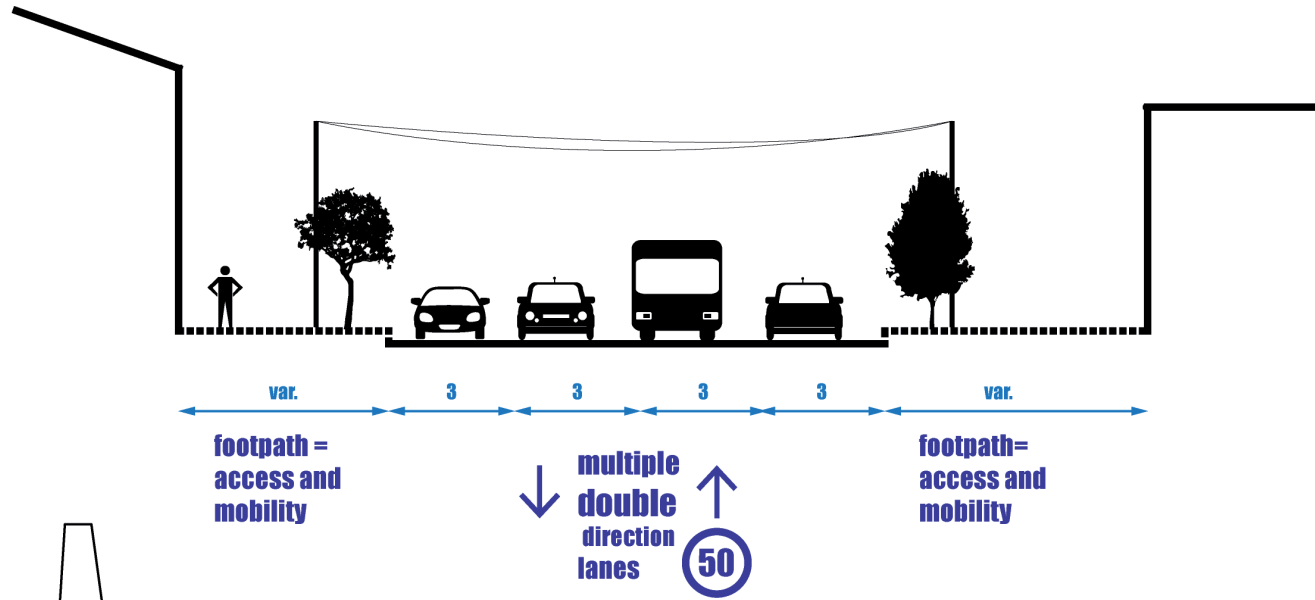 var.
3
3
3
3
var.
footpath =
access and
mobility
multiple
double
direction
lanes
50
footpath=
access and
mobility